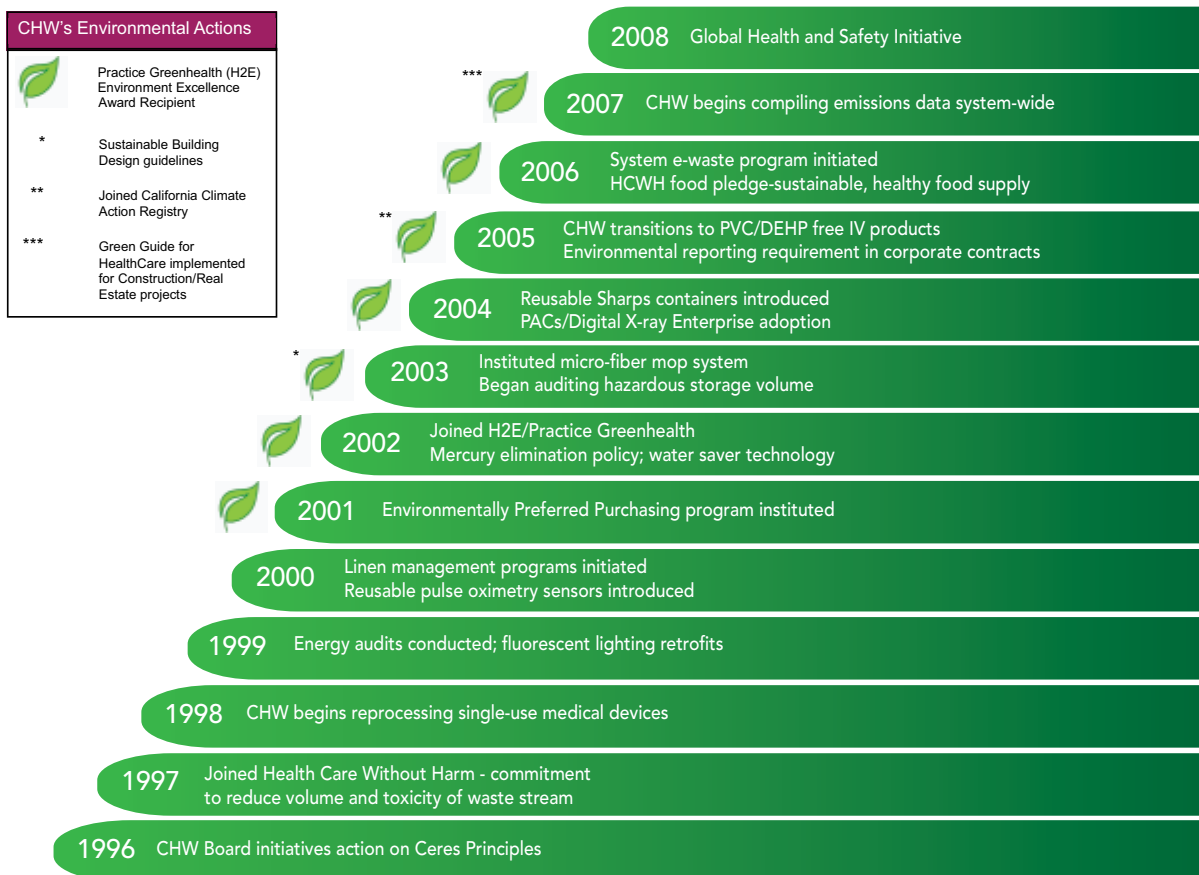 CHW's Environmental Actions
Practice Greenhealth (H2E)
Environment Excellence
Award Recipient
*
Sustainable Building
Design guidelines
**
Joined California Climate
Action Registry
***
Green Guide for
HealthCare implemented
for Construction/Real
Estate projects
2008 Global Health and Safety Initiative
***
2007 CHW begins compiling emissions data system-wide
2006
System e-waste program initiated
HCWH food pledge-sustainable, healthy food supply
**
2005
CHW transitions to PVC/DEHP free IV products
Environmental reporting requirement in corporate contracts
2004
Reusable Sharps containers introduced
PACs/Digital X-ray Enterprise adoption
*
2003
Instituted micro-fiber mop system
Began auditing hazardous storage volume
2002
Joined H2E/Practice Greenhealth
Mercury elimination policy; water saver technology
2001 Environmentally Preferred Purchasing program instituted
2000
Linen management programs initiated
Reusable pulse oximetry sensors introduced
1999 Energy audits conducted; fluorescent lighting retrofits
1998 CHW begins reprocessing single-use medical devices
1997
Joined Health Care Without Harm - commitment
to reduce volume and toxicity of waste stream
1996 CHW Board initiatives action on Ceres Principles